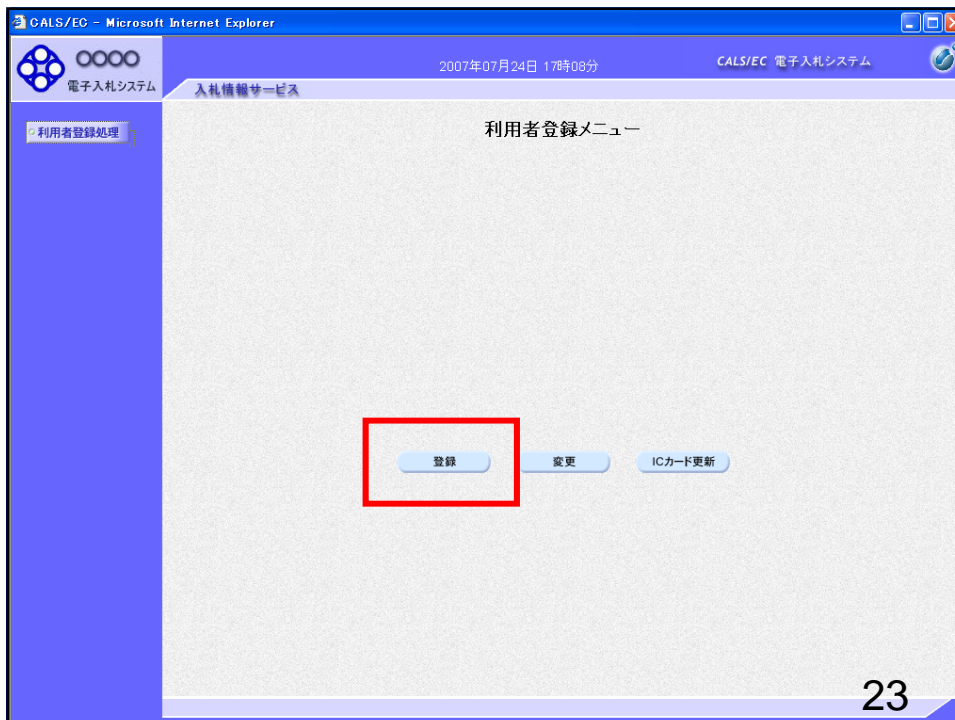 CALS/EC - Microsoft Internet Explorer
〇〇〇〇
電子入札システム
2007年07月24日 17時08分
CALS/EC 電子入札システム
入札情報サービス
利用者登録処理
利用者登録メニュー
登録
変更
ICカード更新
23